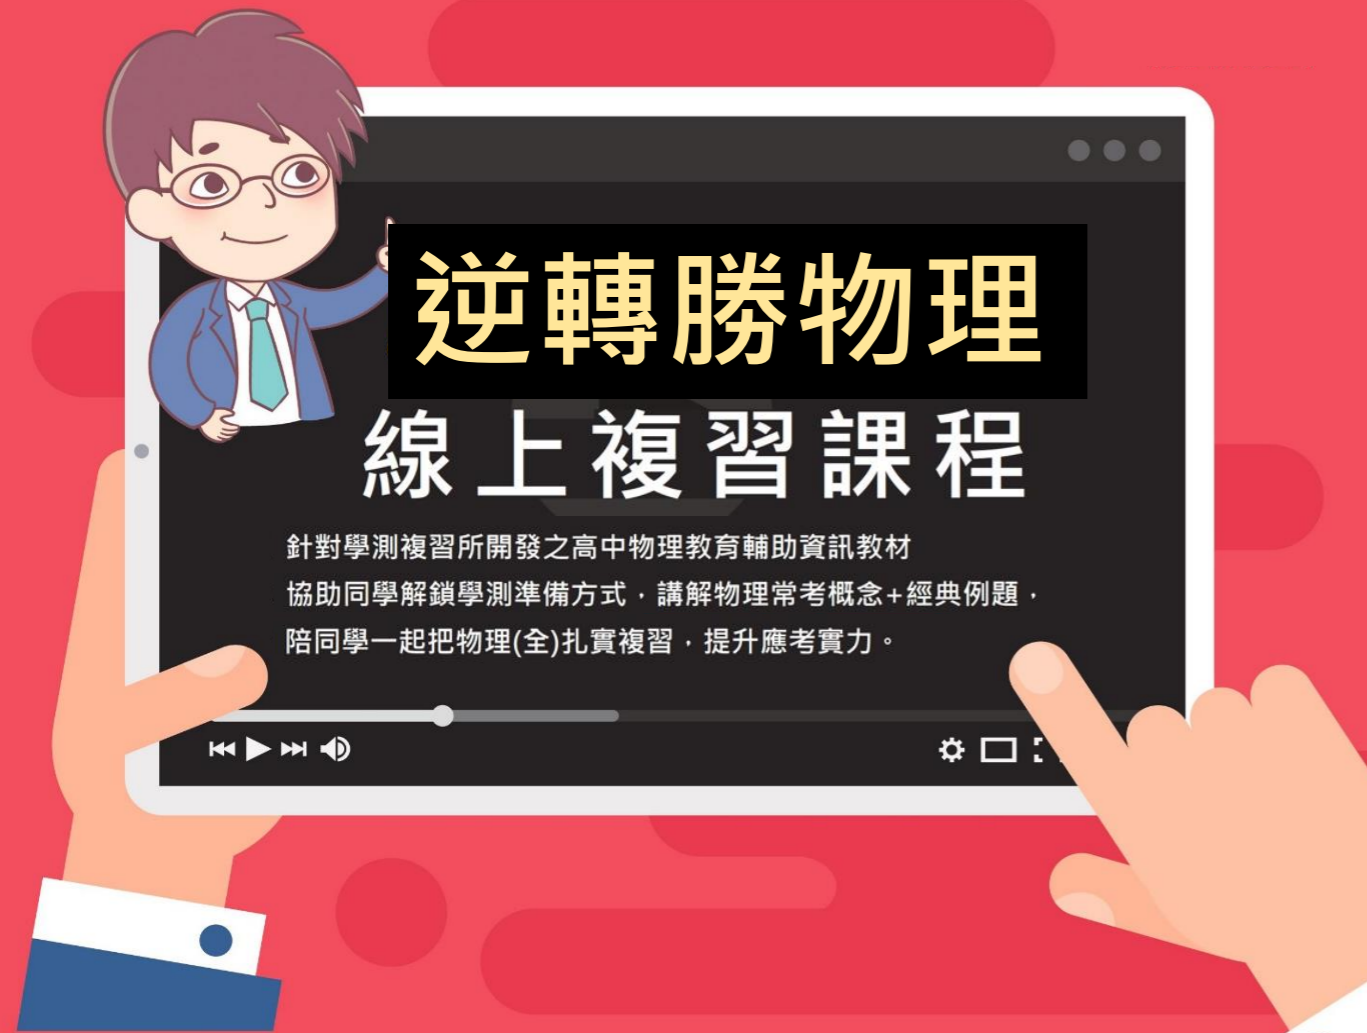 逆轉勝物理
線上複習課程
針對學測複習所開發之高中物理教育輔助資訊教材
協助同學解鎖學測準備方式，講解物理常考概念+經典例題，
陪同學一起把物理(全)扎實複習，提升應考實力。